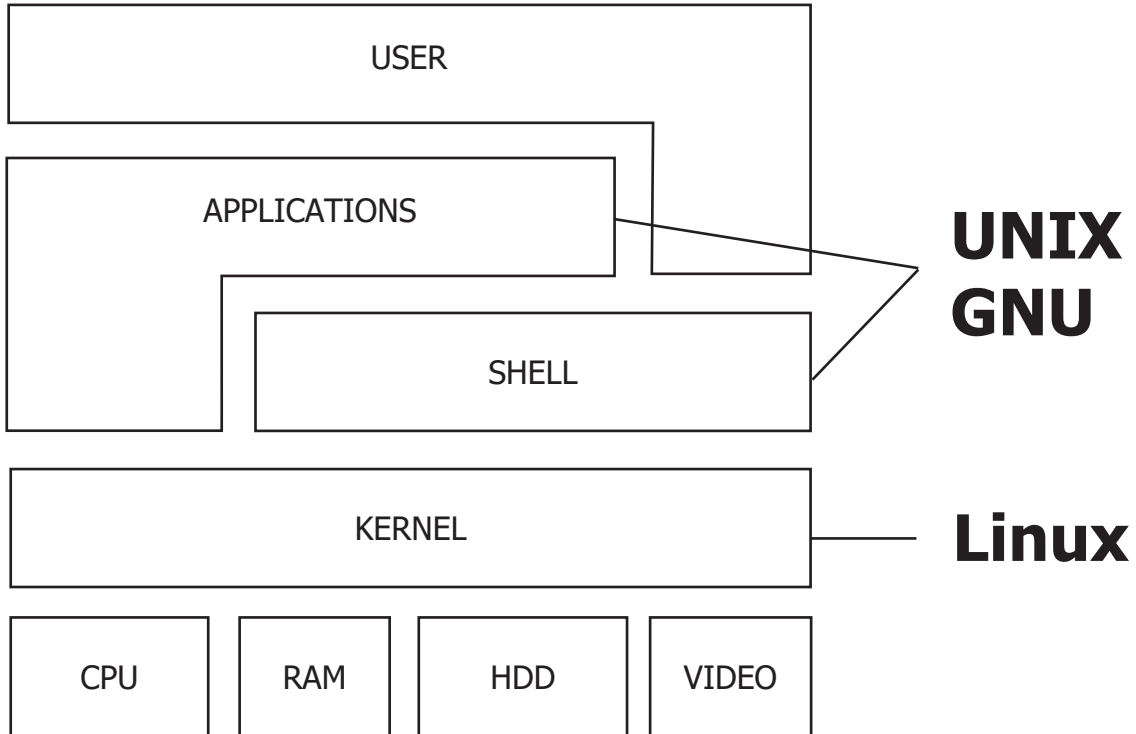 USER
APPLICATIONS
UNIX
GNU
SHELL
KERNEL
Linux
CPU
RAM
HDD
VIDEO